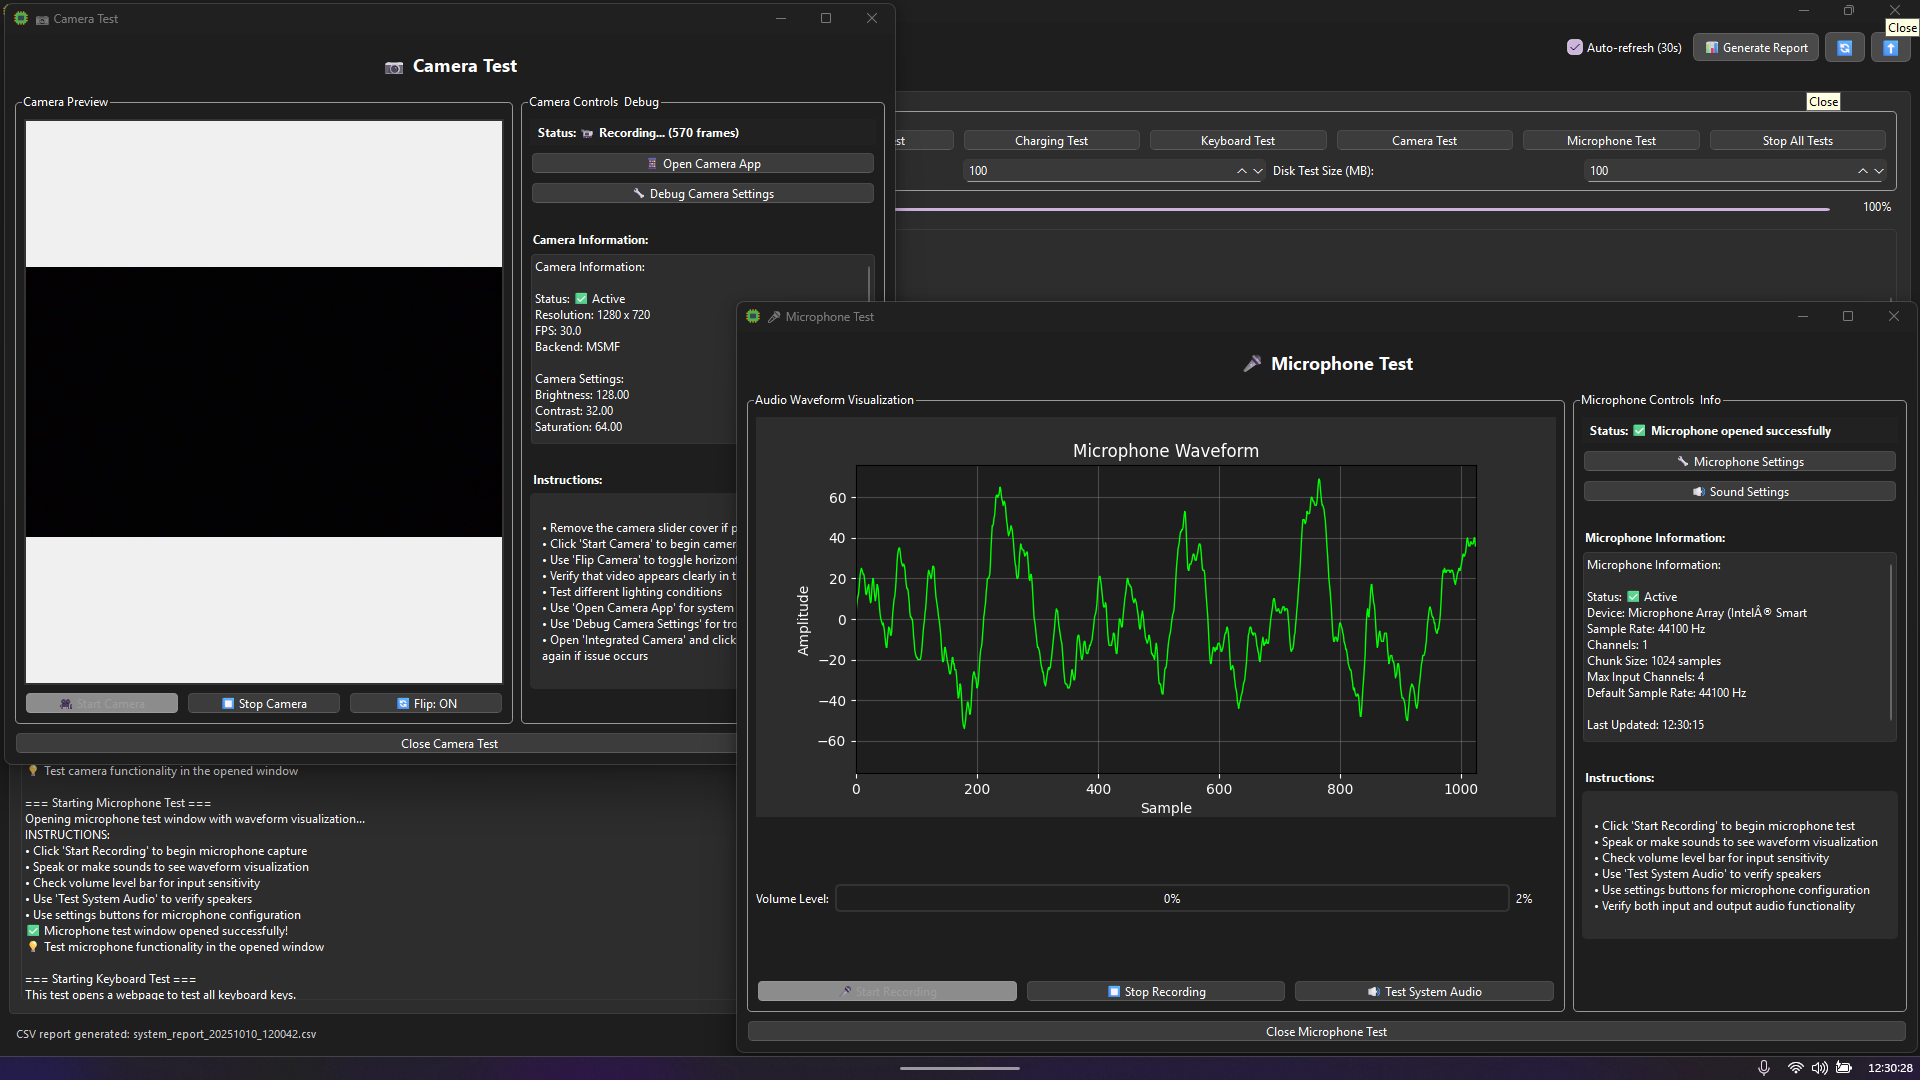 Camera Test
Camera Test
Camera Preview
Start Camera
Stop Camera
Flip: ON
Camera Controls  Debug
Status: Recording... (570 frames)
Open Camera App
Debug Camera Settings
Camera Information:
Camera Information:
Status: ✅ Active
Resolution: 1280 x 720
FPS: 30.0
Backend: MSMF
Camera Settings:
Brightness: 128.00
Contrast: 32.00
Saturation: 64.00
Instructions:
• Remove the camera slider cover if p
• Click 'Start Camera' to begin camer
• Use 'Flip Camera' to toggle horizont
• Verify that video appears clearly in t
• Test different lighting conditions
• Use 'Open Camera App' for system
• Use 'Debug Camera Settings' for tro
• Open 'Integrated Camera' and click
again if issue occurs
Close Camera Test
Close
Auto-refresh (30s)
Generate Report
Close
st
Charging Test
Keyboard Test
Camera Test
Microphone Test
Stop All Tests
100
Disk Test Size (MB):
100
100%
Microphone Test
Microphone Test
Audio Waveform Visualization
Microphone Waveform
Amplitude
60
40
20
0
−20
−40
−60
0 200 400 600 800 1000
Sample
Volume Level: 0% 2%
Start Recording
Stop Recording
Test System Audio
Microphone Controls  Info
Status: ✅ Microphone opened successfully
Microphone Settings
Sound Settings
Microphone Information:
Microphone Information:
Status: ✅ Active
Device: Microphone Array (IntelÂ® Smart
Sample Rate: 44100 Hz
Channels: 1
Chunk Size: 1024 samples
Max Input Channels: 4
Default Sample Rate: 44100 Hz
Last Updated: 12:30:15
Instructions:
• Click 'Start Recording' to begin microphone test
• Speak or make sounds to see waveform visualization
• Check volume level bar for input sensitivity
• Use 'Test System Audio' to verify speakers
• Use settings buttons for microphone configuration
• Verify both input and output audio functionality
Close Microphone Test
💡 Test camera functionality in the opened window
=== Starting Microphone Test ===
Opening microphone test window with waveform visualization...
INSTRUCTIONS:
• Click 'Start Recording' to begin microphone capture
• Speak or make sounds to see waveform visualization
• Check volume level bar for input sensitivity
• Use 'Test System Audio' to verify speakers
• Use settings buttons for microphone configuration
✅ Microphone test window opened successfully!
💡 Test microphone functionality in the opened window
=== Starting Keyboard Test ===
This test opens a webpage to test all keyboard keys.
CSV report generated: system_report_20251010_120042.csv
12:30:28